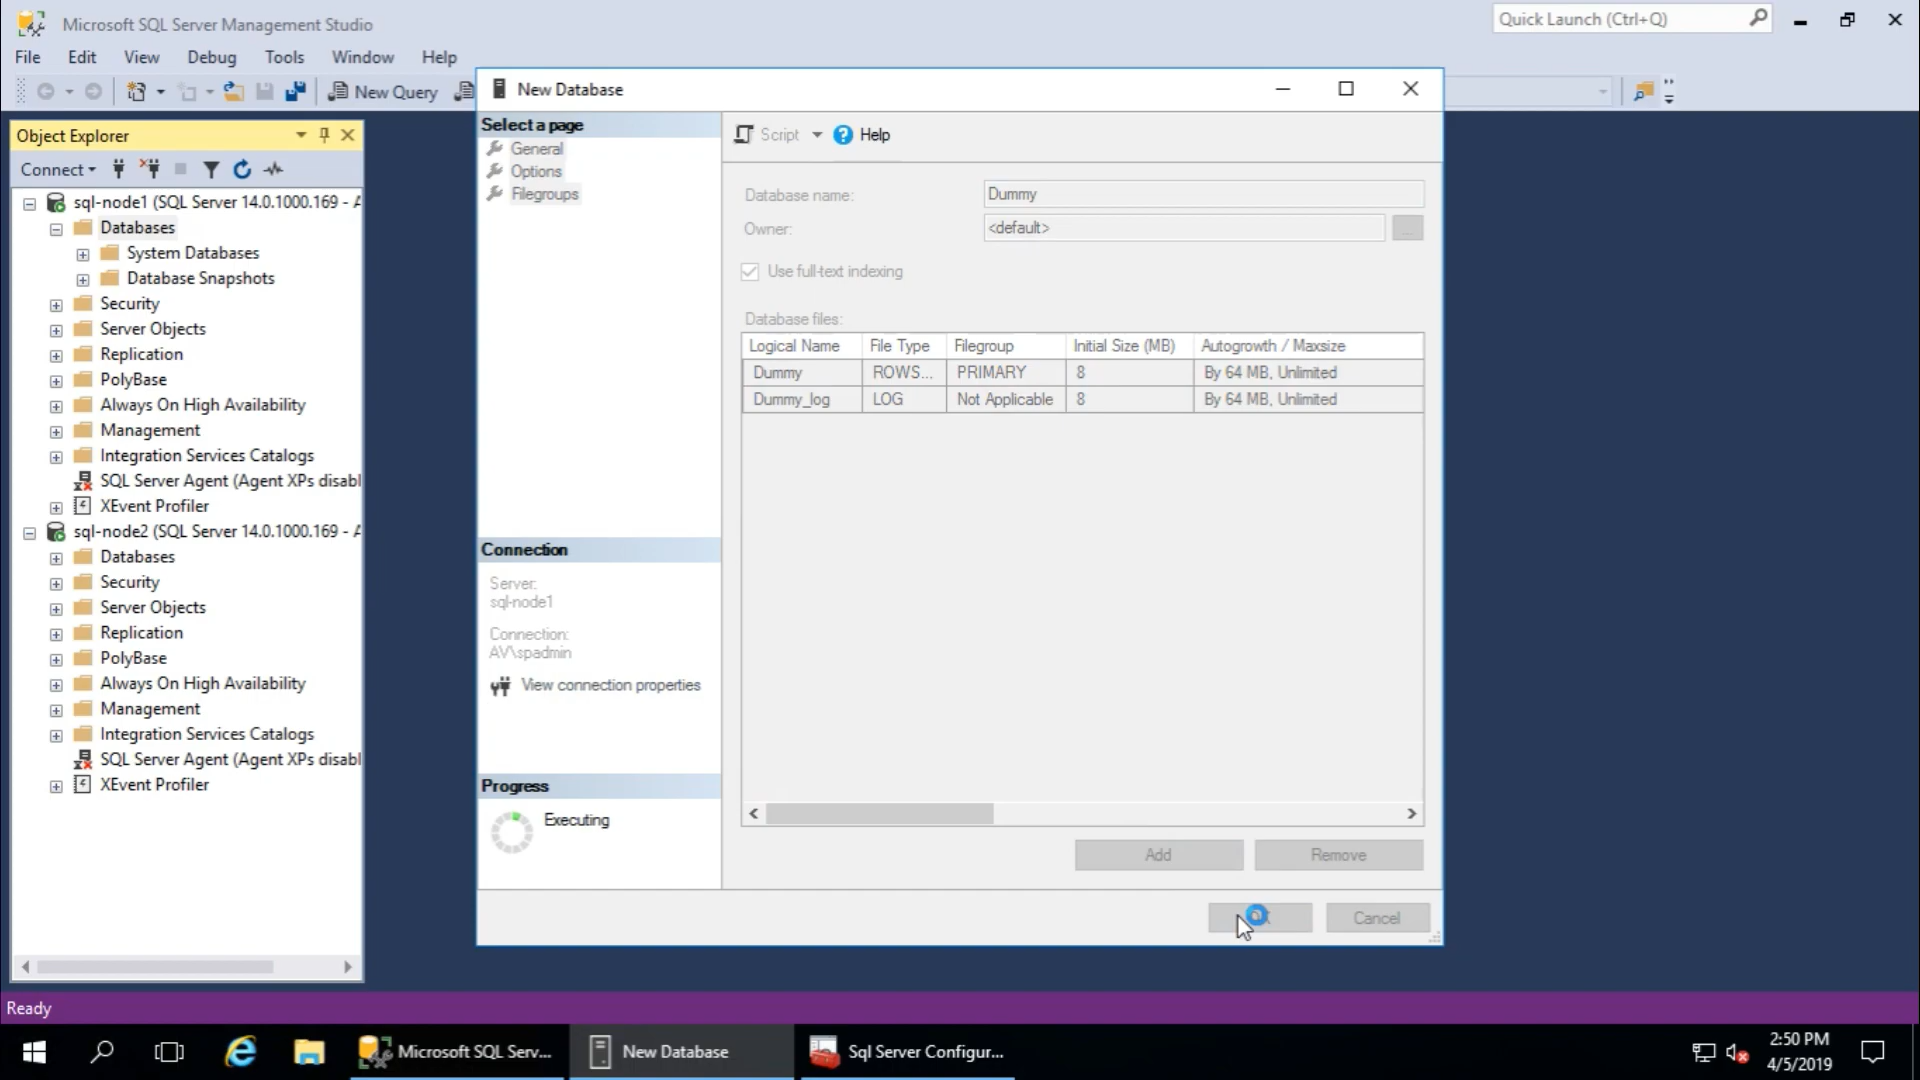 Microsoft SQL Server Management Studio
Quick Launch (Ctrl+Q)
File Edit View Debug Tools Window Help
New Query
New Database
Object Explorer
Connect
sql-node1 (SQL Server 14.0.1000.169 -
Databases
System Databases
Database Snapshots
Security
Server Objects
Replication
PolyBase
Always On High Availability
Management
Integration Services Catalogs
SQL Server Agent (Agent XPs disabl
XEvent Profiler
sql-node2 (SQL Server 14.0.1000.169 -
Databases
Security
Server Objects
Replication
PolyBase
Always On High Availability
Management
Integration Services Catalogs
SQL Server Agent (Agent XPs disabl
XEvent Profiler
Select a page
General
Options
Filegroups
Connection
Server:
sql-node1
Connection:
AV\spadmin
View connection properties
Progress
Executing
Script Help
Database name: Dummy
Owner: <default> ...
Use full-text indexing
Database files:
Logical Name File Type Filegroup Initial Size (MB) Autogrowth / Maxsize
Dummy ROWS... PRIMARY 8 By 64 MB, Unlimited
Dummy_log LOG Not Applicable 8 By 64 MB, Unlimited
Add Remove
Cancel
Ready
Microsoft SQL Serv... New Database Sql Server Configur...
2:50 PM
4/5/2019